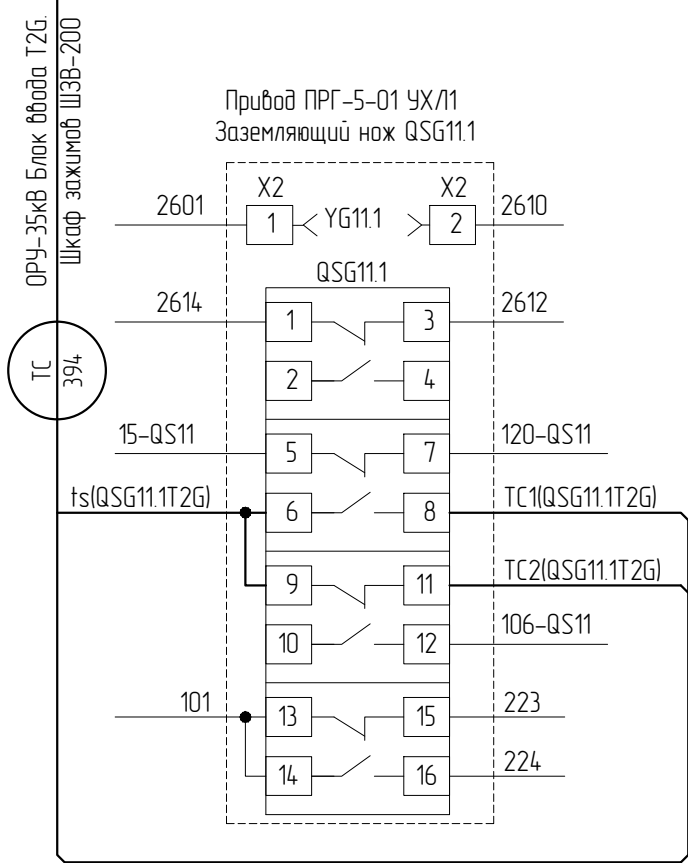 ОРУ-35кВ Блок ввода T2G.
Шкаф зажимов ШЗВ-200
Привод ПРГ-5-01 УХЛ1
Заземляющий нож QSG11.1
X2 X2
2601 1 YG11.1 2 2610
QSG11.1
2614 1 3 2612
ТС
394
2 4
15-QS11 5 7 120-QS11
ts(QSG11.1T2G) 6 8 TC1(QSG11.1T2G)
9 11 TC2(QSG11.1T2G)
10 12 106-QS11
101 13 15 223
14 16 224